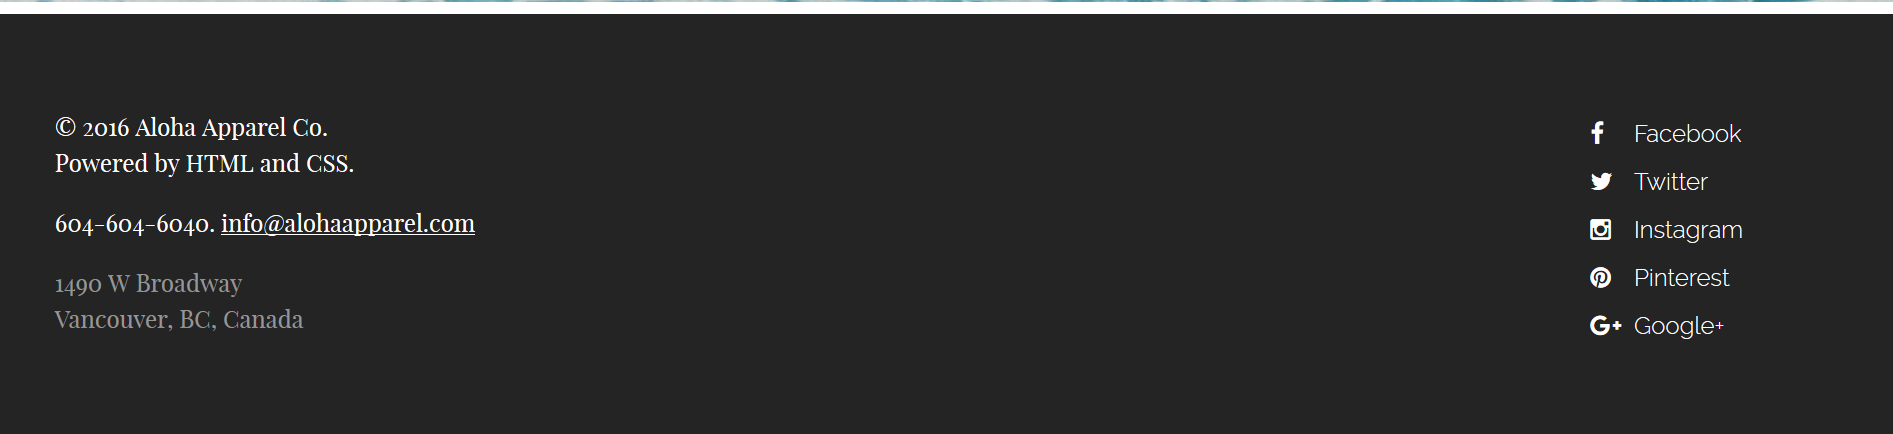 © 2016 Aloha Apparel Co.
Powered by HTML and CSS.
604-604-6040. info@alohaapparel.com
1490 W Broadway
Vancouver, BC, Canada
Facebook
Twitter
Instagram
Pinterest
Google+